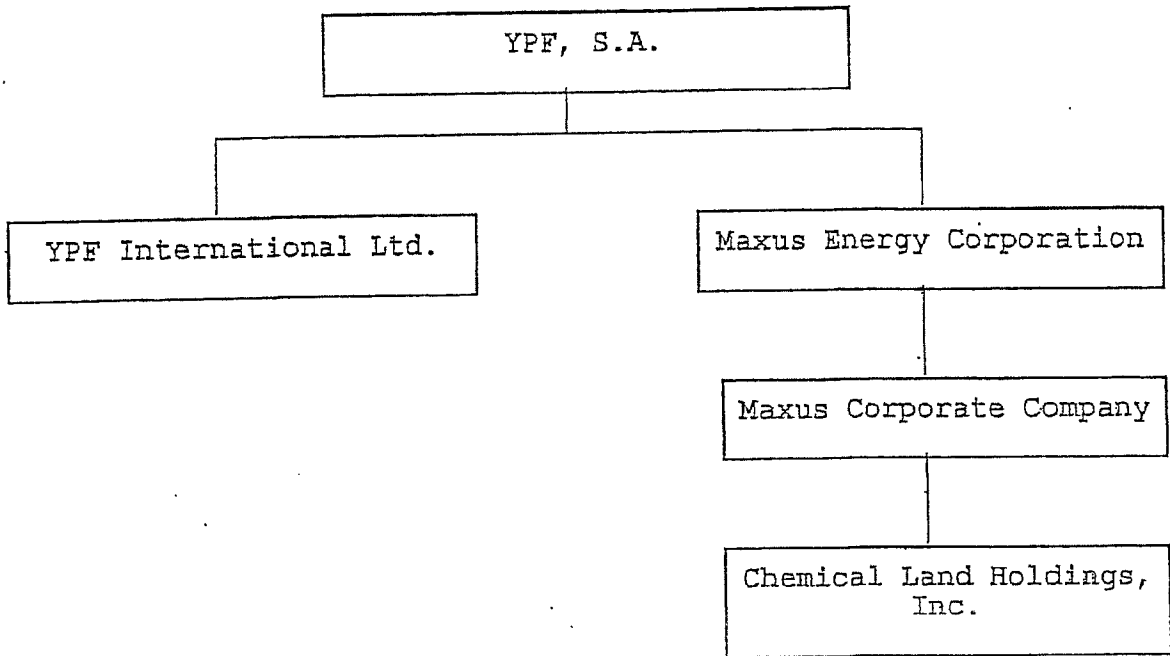 YPF, S.A.
YPF International Ltd.
Maxus Energy Corporation
Maxus Corporate Company
Chemical Land Holdings,
Inc.